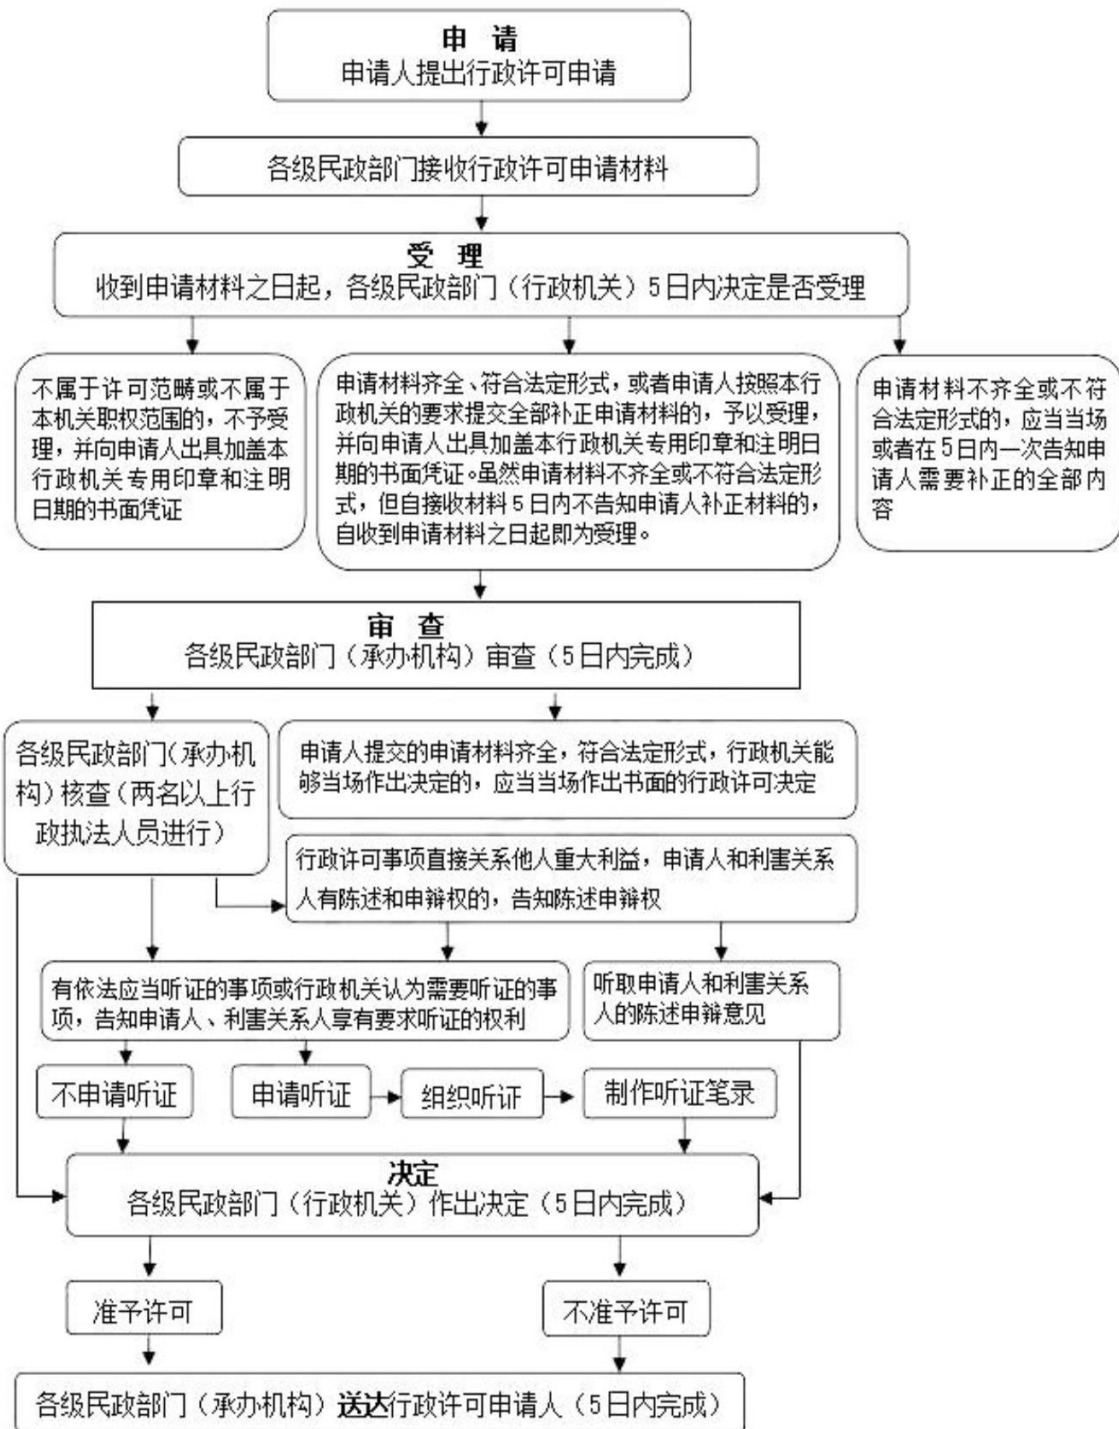 申 请
申请人提出行政许可申请
各级民政部门接收行政许可申请材料
受 理
收到申请材料之日起，各级民政部门（行政机关）5日内决定是否受理
不属于许可范畴或不属于
本机关职权范围的，不予受
理，并向申请人出具加盖本
行政机关专用印章和注明
日期的书面凭证
申请材料齐全、符合法定形式，或者申请人按照本行
政机关的要求提交全部补正申请材料的，予以受理，
并向申请人出具加盖本行政机关专用印章和注明日
期的书面凭证。虽然申请材料不齐全或不符合法定形
式，但自接收材料5日内不告知申请人补正材料的，
自收到申请材料之日起即为受理。
申请材料不齐全或不符
合法定形式的，应当当场
或者在5日内一次告知申
请人需要补正的全部内
容
审 查
各级民政部门（承办机构）审查（5日内完成）
各级民政部门（承办机
构）核查（两名以上行
政执法人员进行）
申请人提交的申请材料齐全，符合法定形式，行政机关能
够当场作出决定的，应当当场作出书面的行政许可决定
行政许可事项直接关系他人重大利益，申请人和利害关系
人有陈述和申辩权的，告知陈述申辩权
有依法应当听证的事项或行政机关认为需要听证的事
项，告知申请人、利害关系人享有要求听证的权利
听取申请人和利害关系
人的陈述申辩意见
不申请听证
申请听证
组织听证
制作听证笔录
决定
各级民政部门（行政机关）作出决定（5日内完成）
准予许可
不准予许可
各级民政部门（承办机构）送达行政许可申请人（5日内完成）